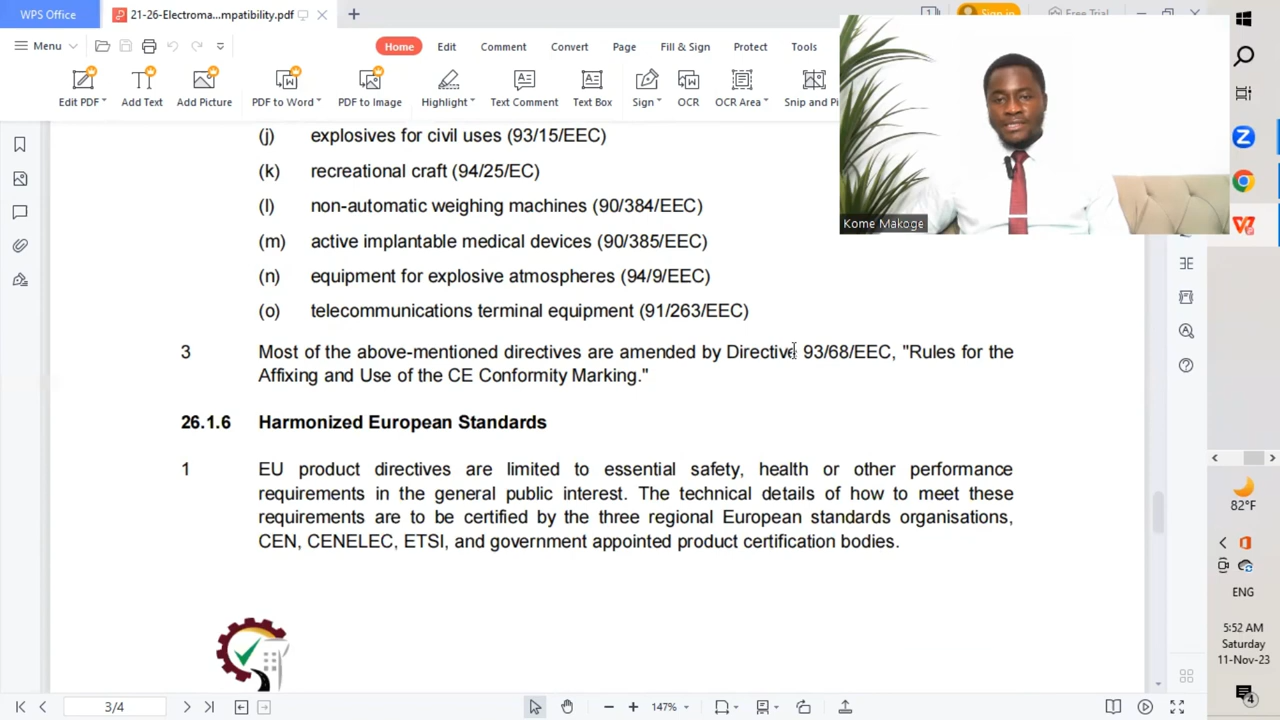 WPS Office
21-26-Electroma...mpatibility.pdf
Sign in
Free Trial
Menu
Home
Edit
Comment
Convert
Page
Fill & Sign
Protect
Tools
Edit PDF
Add Text
Add Picture
PDF to Word
PDF to Image
Highlight
Text Comment
Text Box
Sign
OCR
OCR Area
Snip and Pi
Kome Makoge
(j) explosives for civil uses (93/15/EEC)
(k) recreational craft (94/25/EC)
(l) non-automatic weighing machines (90/384/EEC)
(m) active implantable medical devices (90/385/EEC)
(n) equipment for explosive atmospheres (94/9/EEC)
(o) telecommunications terminal equipment (91/263/EEC)
3 Most of the above-mentioned directives are amended by Directive 93/68/EEC, "Rules for the
Affixing and Use of the CE Conformity Marking."
26.1.6 Harmonized European Standards
1 EU product directives are limited to essential safety, health or other performance
requirements in the general public interest. The technical details of how to meet these
requirements are to be certified by the three regional European standards organisations,
CEN, CENELEC, ETSI, and government appointed product certification bodies.
3/4
147%
82°F
ENG
5:52 AM
Saturday
11-Nov-23
4